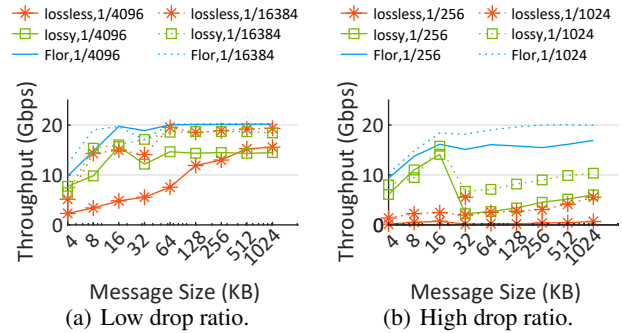 lossless,1/4096 lossless,1/16384
lossy,1/4096 lossy,1/16384
Flor,1/4096 Flor,1/16384
Throughput (Gbps)
20
10
0
4 8 16 32 64 128 256 512 1024
Message Size (KB)
(a) Low drop ratio.
lossless,1/256 lossless,1/1024
lossy,1/256 lossy,1/1024
Flor,1/256 Flor,1/1024
Throughput (Gbps)
20
10
0
4 8 16 32 64 128 256 512 1024
Message Size (KB)
(b) High drop ratio.